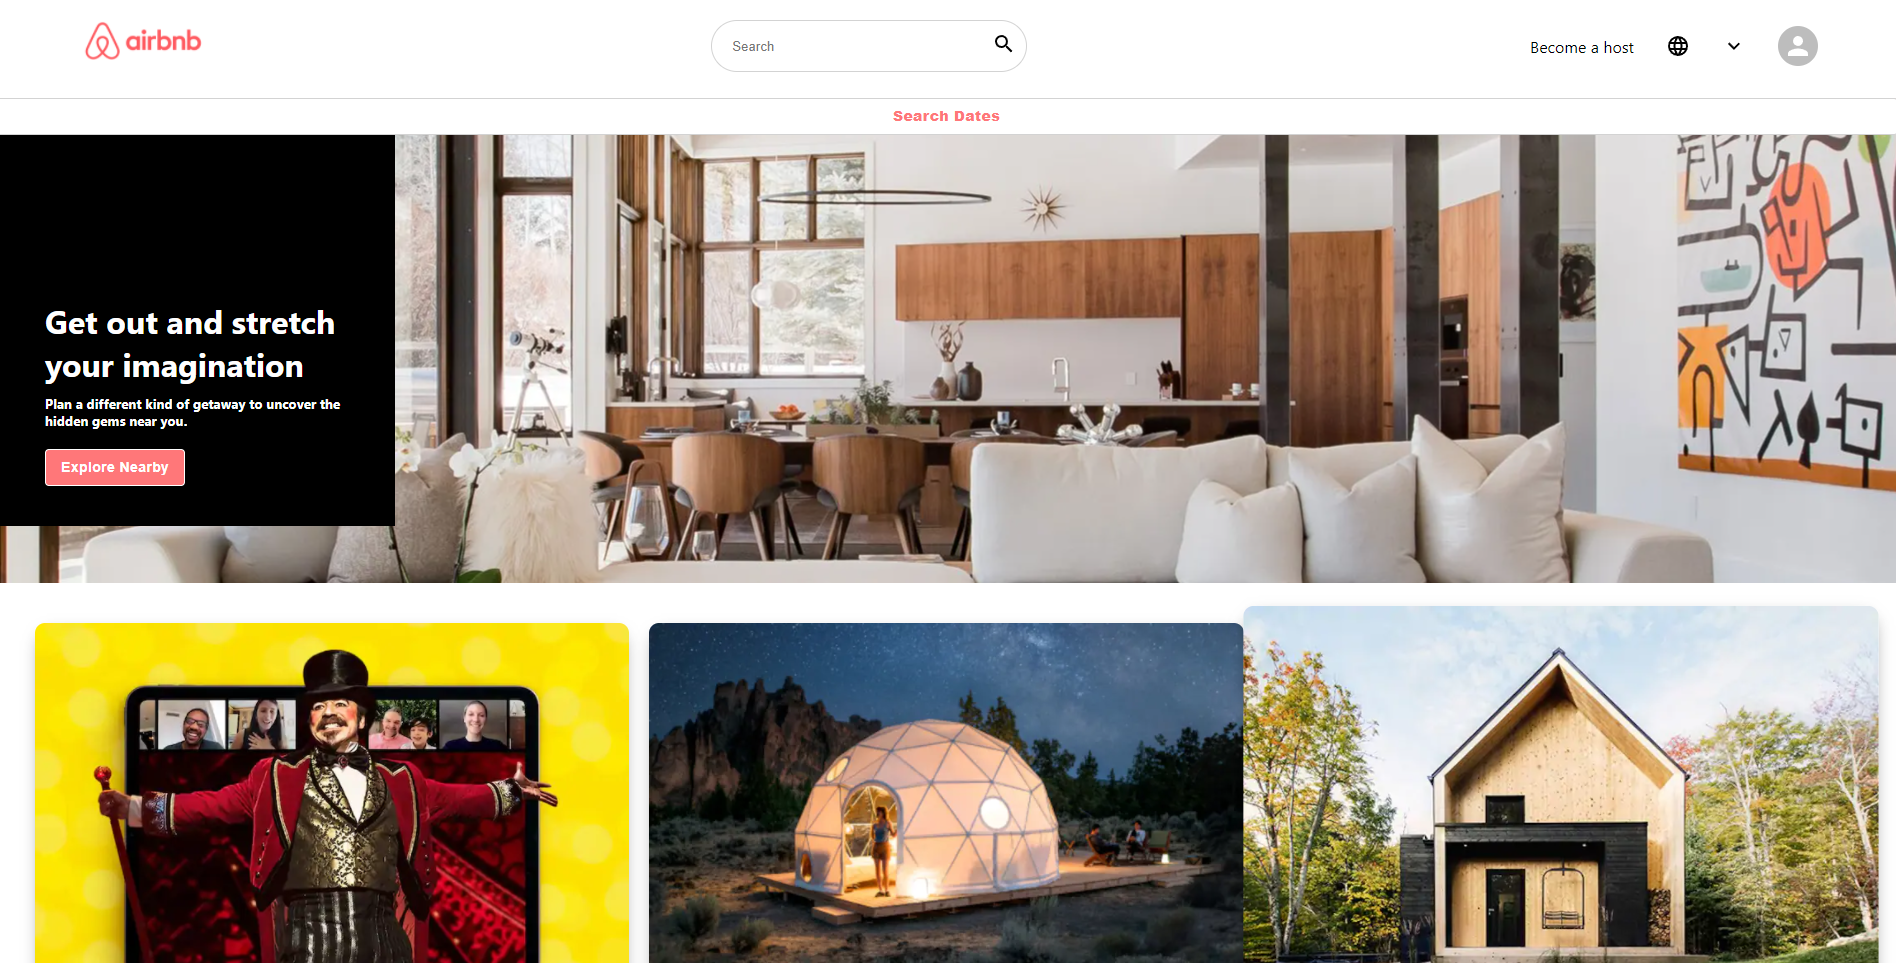 airbnb
Search
Become a host
Search Dates
Get out and stretch
your imagination
Plan a different kind of getaway to uncover the
hidden gems near you.
Explore Nearby